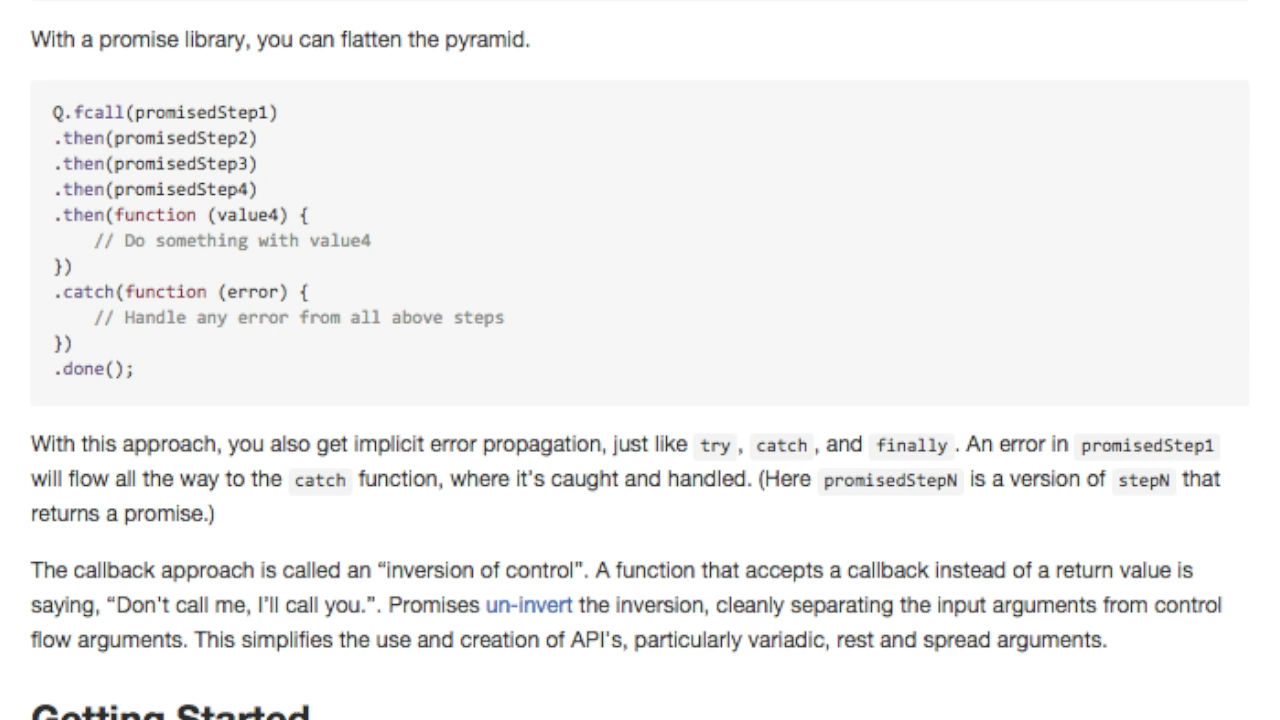 With a promise library, you can flatten the pyramid.
Q.fcall(promisedStep1)
.then(promisedStep2)
.then(promisedStep3)
.then(promisedStep4)
.then(function (value4) {
    // Do something with value4
})
.catch(function (error) {
    // Handle any error from all above steps
})
.done();
With this approach, you also get implicit error propagation, just like try, catch, and finally. An error in promisedStep1
will flow all the way to the catch function, where it's caught and handled. (Here promisedStepN is a version of stepN that
returns a promise.)
The callback approach is called an “inversion of control”. A function that accepts a callback instead of a return value is
saying, “Don't call me, I'll call you.”. Promises un-invert the inversion, cleanly separating the input arguments from control
flow arguments. This simplifies the use and creation of API's, particularly variadic, rest and spread arguments.
Getting Started